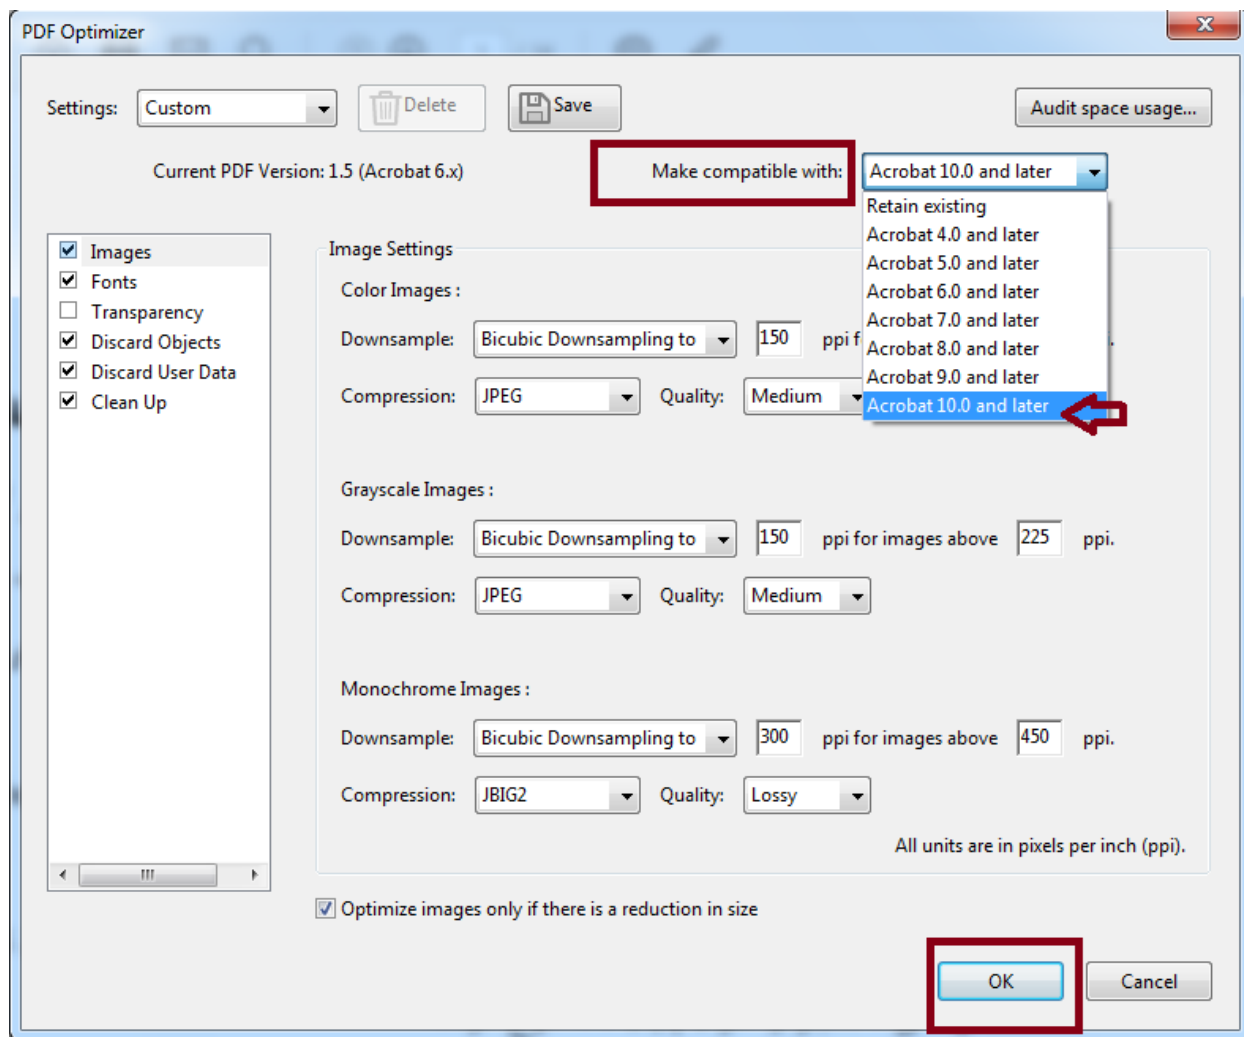 PDF Optimizer
Settings: Custom Delete Save Audit space usage...
Current PDF Version: 1.5 (Acrobat 6.x) Make compatible with: Acrobat 10.0 and later
Retain existing
Acrobat 4.0 and later
Acrobat 5.0 and later
Acrobat 6.0 and later
Acrobat 7.0 and later
Acrobat 8.0 and later
Acrobat 9.0 and later
Acrobat 10.0 and later
Images
Fonts
Transparency
Discard Objects
Discard User Data
Clean Up
Image Settings
Color Images :
Downsample: Bicubic Downsampling to 150 ppi f
Compression: JPEG Quality: Medium
Grayscale Images :
Downsample: Bicubic Downsampling to 150 ppi for images above 225 ppi.
Compression: JPEG Quality: Medium
Monochrome Images :
Downsample: Bicubic Downsampling to 300 ppi for images above 450 ppi.
Compression: JBIG2 Quality: Lossy
All units are in pixels per inch (ppi).
Optimize images only if there is a reduction in size
OK Cancel